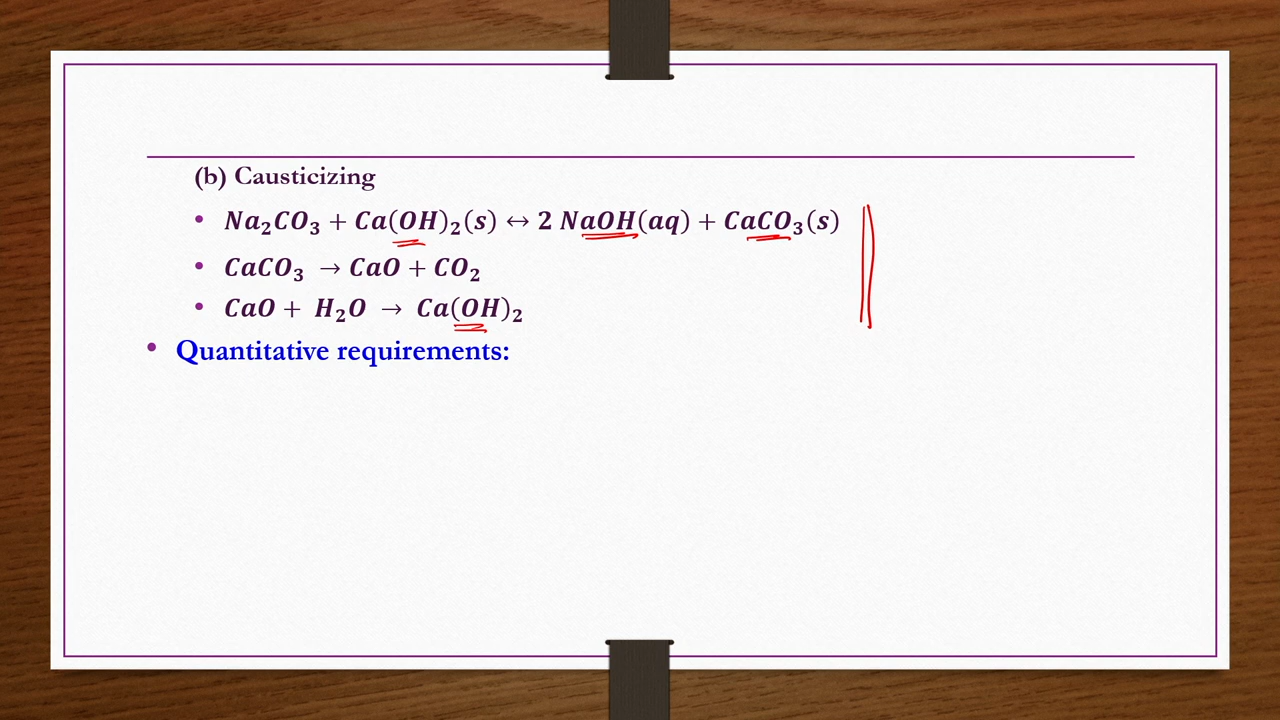 (b) Causticizing
• Na₂CO₃ + Ca(OH)₂(s) ↔ 2 NaOH(aq) + CaCO₃(s)
• CaCO₃ → CaO + CO₂
• CaO + H₂O → Ca(OH)₂
• Quantitative requirements: